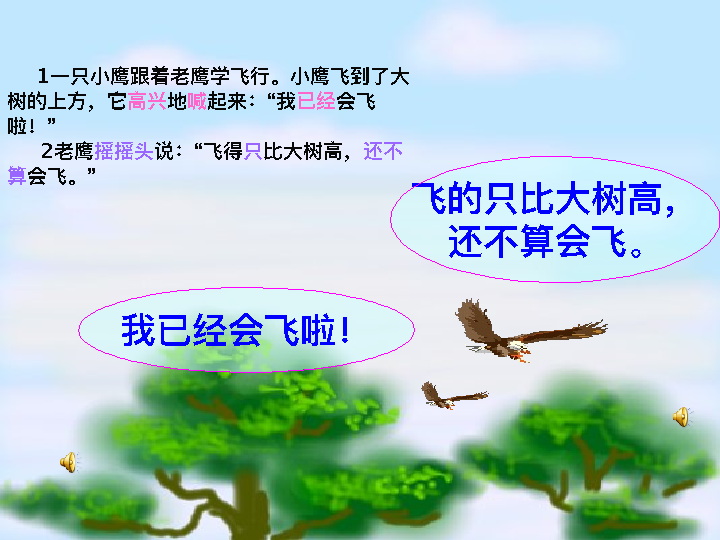 1一只小鹰跟着老鹰学飞行。小鹰飞到了大
树的上方，它高兴地喊起来：“我已经会飞
啦！”
2老鹰摇摇头说：“飞得只比大树高，还不
算会飞。”
飞的只比大树高，
还不算会飞。
我已经会飞啦！